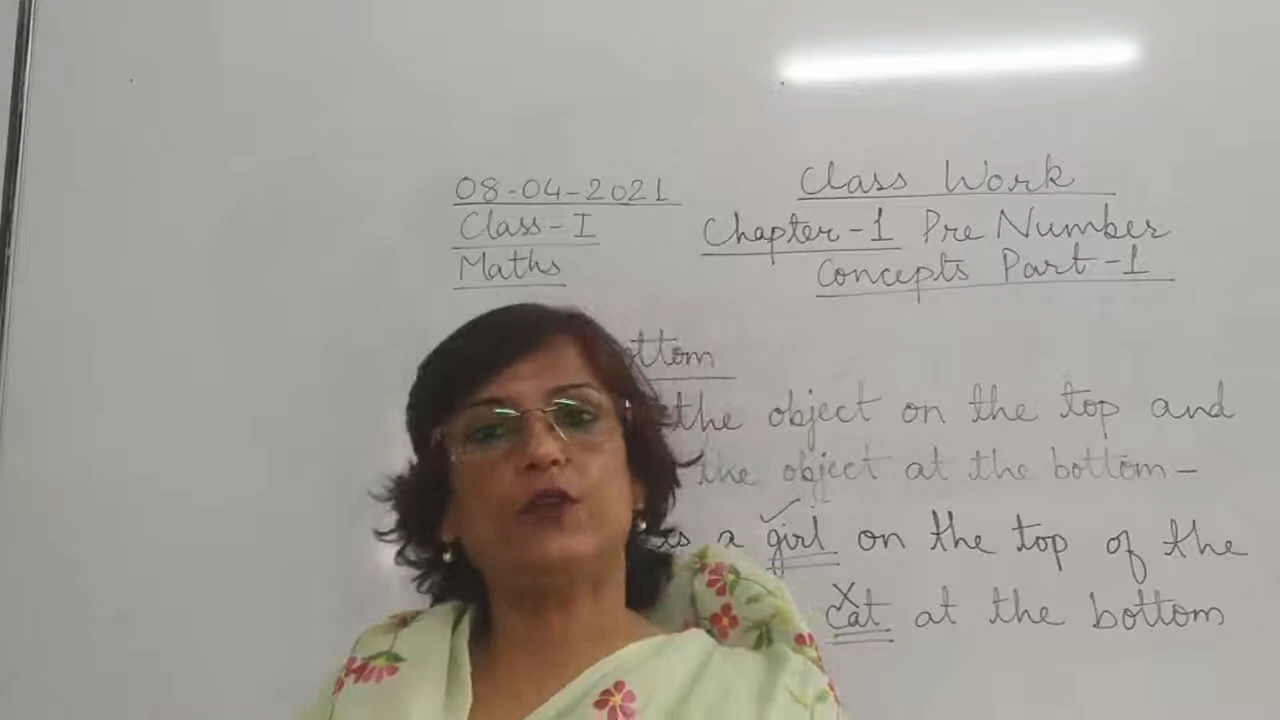 08-04-2021
Class-I
Maths
Class Work
Chapter-1 Pre Number
Concepts Part-1
the object on the top and
the object at the bottom-
a girl on the top of the
cat at the bottom